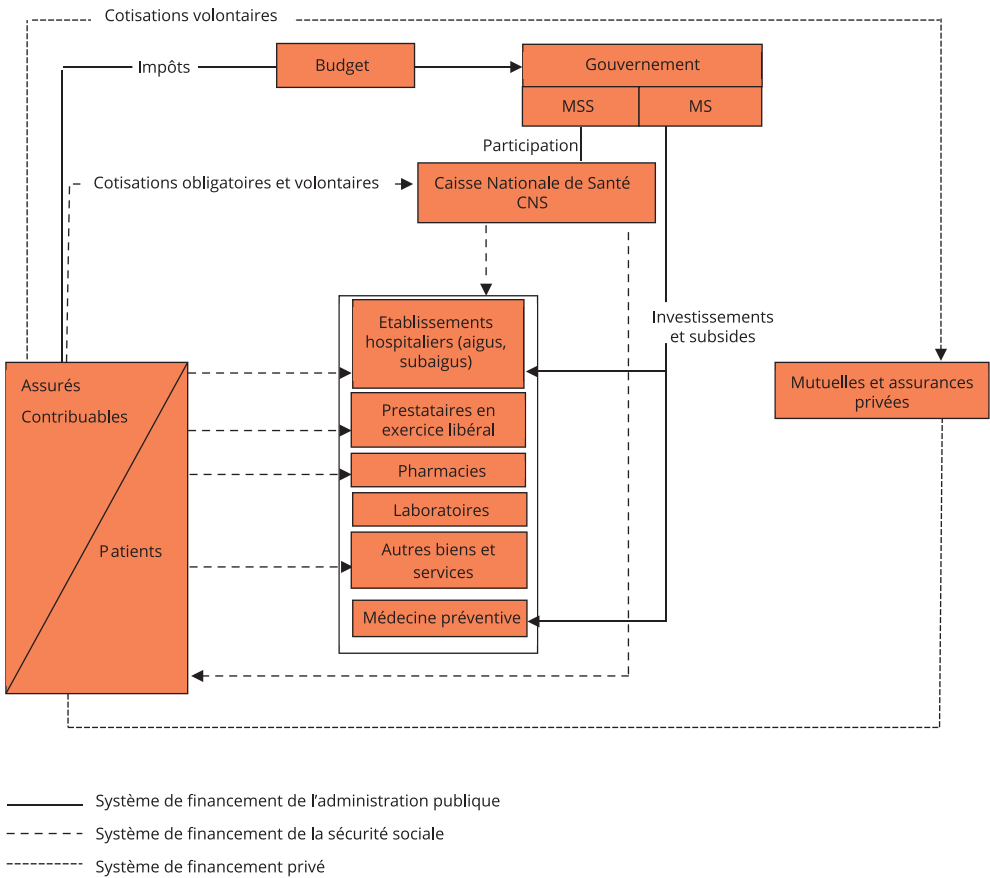 Cotisations volontaires
Impôts
Budget
Gouvernement
MSS
MS
Participation
Cotisations obligatoires et volontaires
Caisse Nationale de Santé
CNS
Investissements
et subsides
Etablissements
hospitaliers (aigus,
subaigus)
Assurés
Contribuables
Patients
Mutuelles et assurances
privées
Prestataires en
exercice libéral
Pharmacies
Laboratoires
Autres biens et
services
Médecine préventive
Système de financement de l’administration publique
Système de financement de la sécurité sociale
Système de financement privé